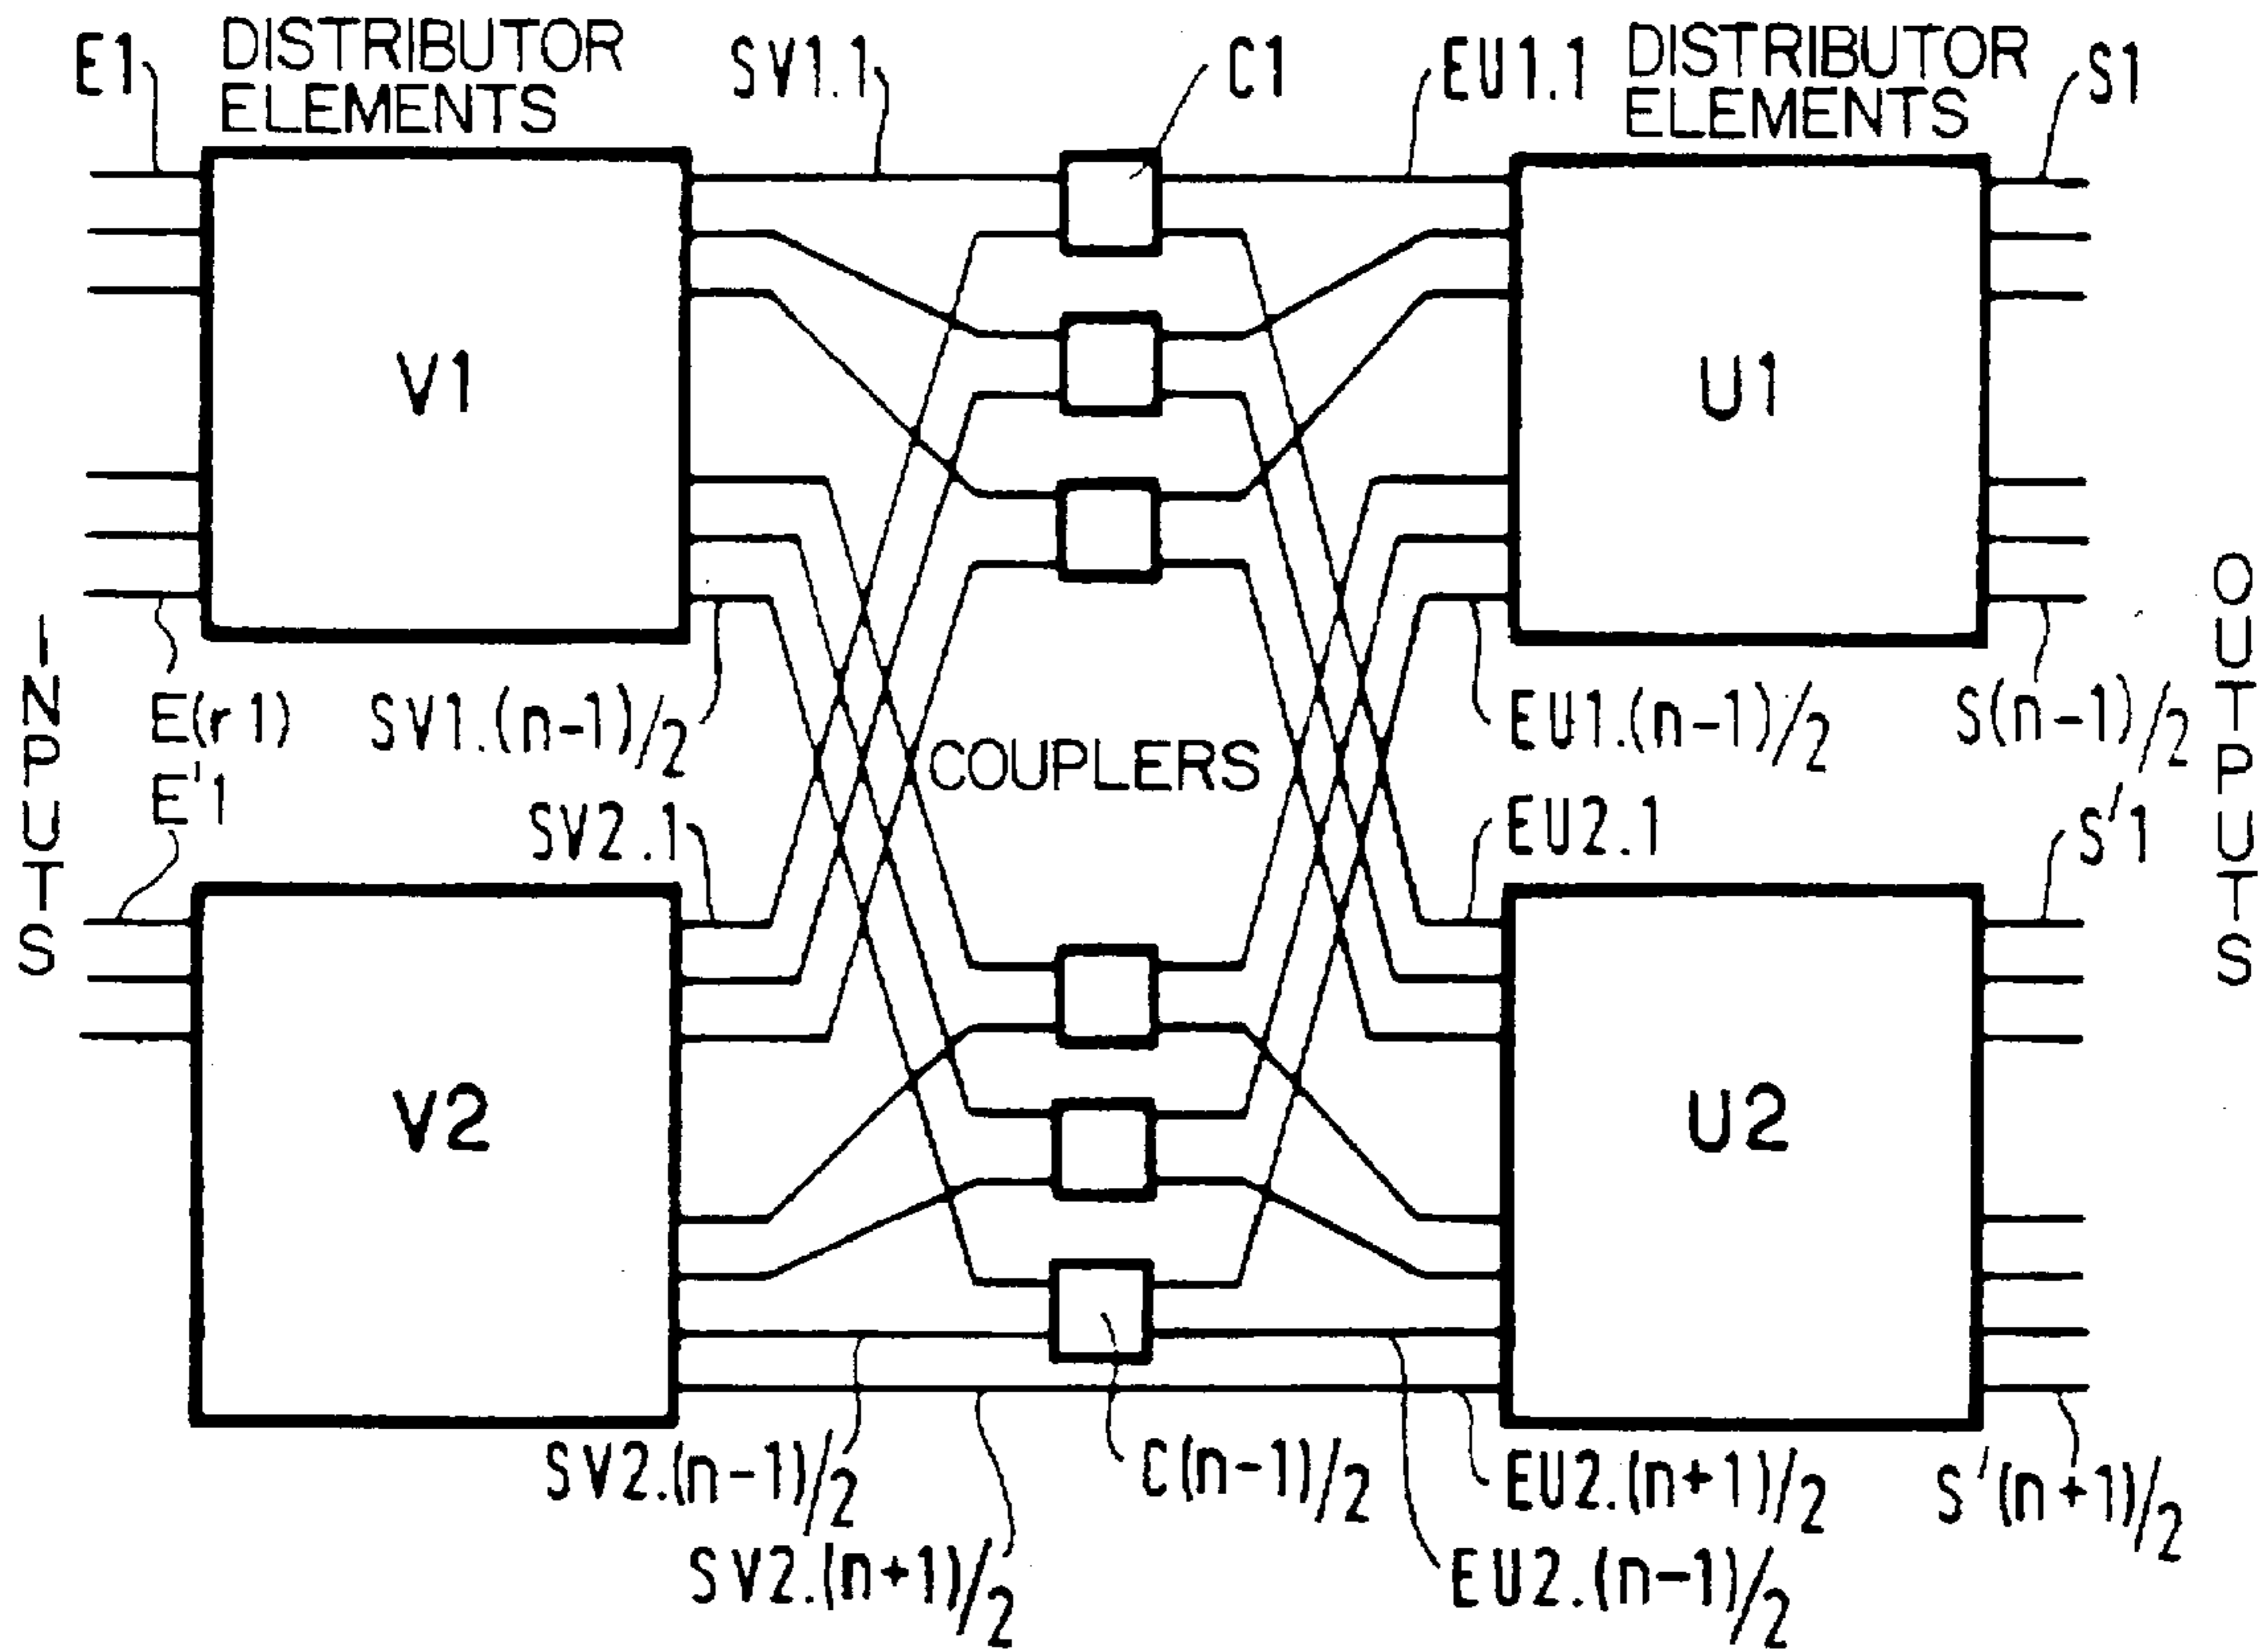 E1
DISTRIBUTOR
ELEMENTS
SV1.1
C1
EU1.1
DISTRIBUTOR
ELEMENTS
S1
V1
U1
INPUTS
OUTPUTS
E(r1)
SV1.(n-1)/2
EU1.(n-1)/2
S(n-1)/2
COUPLERS
E'1
SV2.1
EU2.1
S'1
V2
U2
SV2.(n-1)/2
C(n-1)/2
EU2.(n+1)/2
S'(n+1)/2
SV2.(n+1)/2
EU2.(n-1)/2